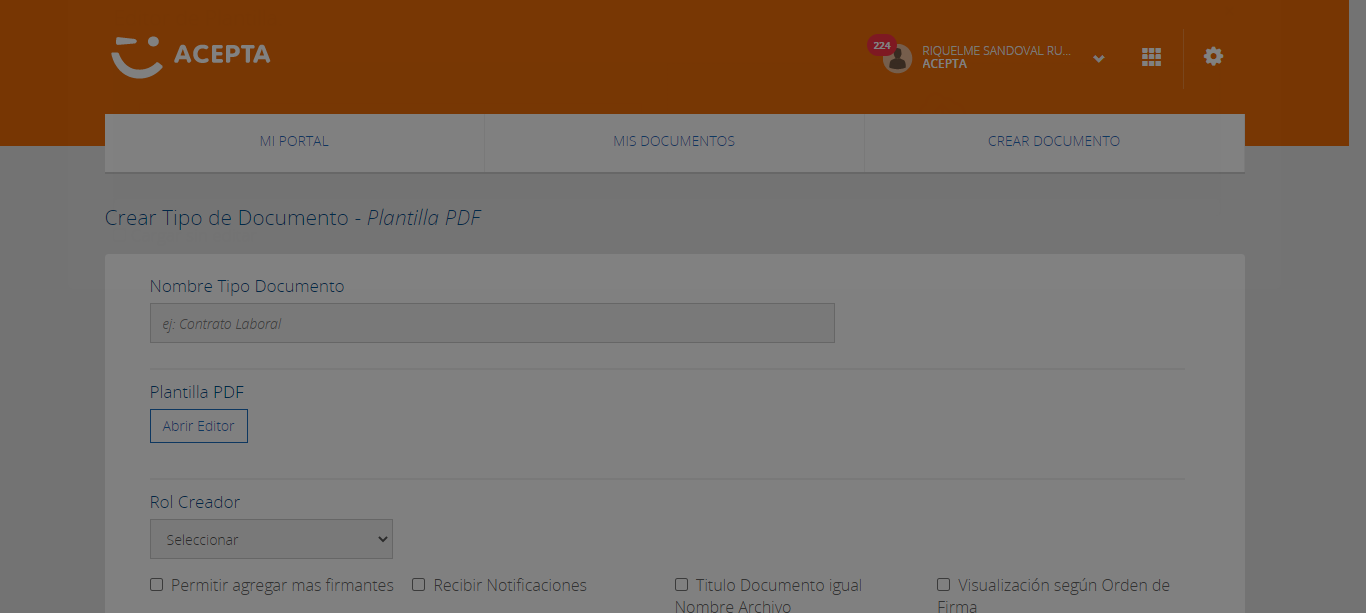 ACEPTA
224
RIQUELME SANDOVAL RU...
ACEPTA
MI PORTAL
MIS DOCUMENTOS
CREAR DOCUMENTO
Crear Tipo de Documento - Plantilla PDF
Nombre Tipo Documento
ej: Contrato Laboral
Plantilla PDF
Abrir Editor
Rol Creador
Seleccionar
Permitir agregar mas firmantes
Recibir Notificaciones
Titulo Documento igual
Nombre Archivo
Visualización según Orden de
Firma